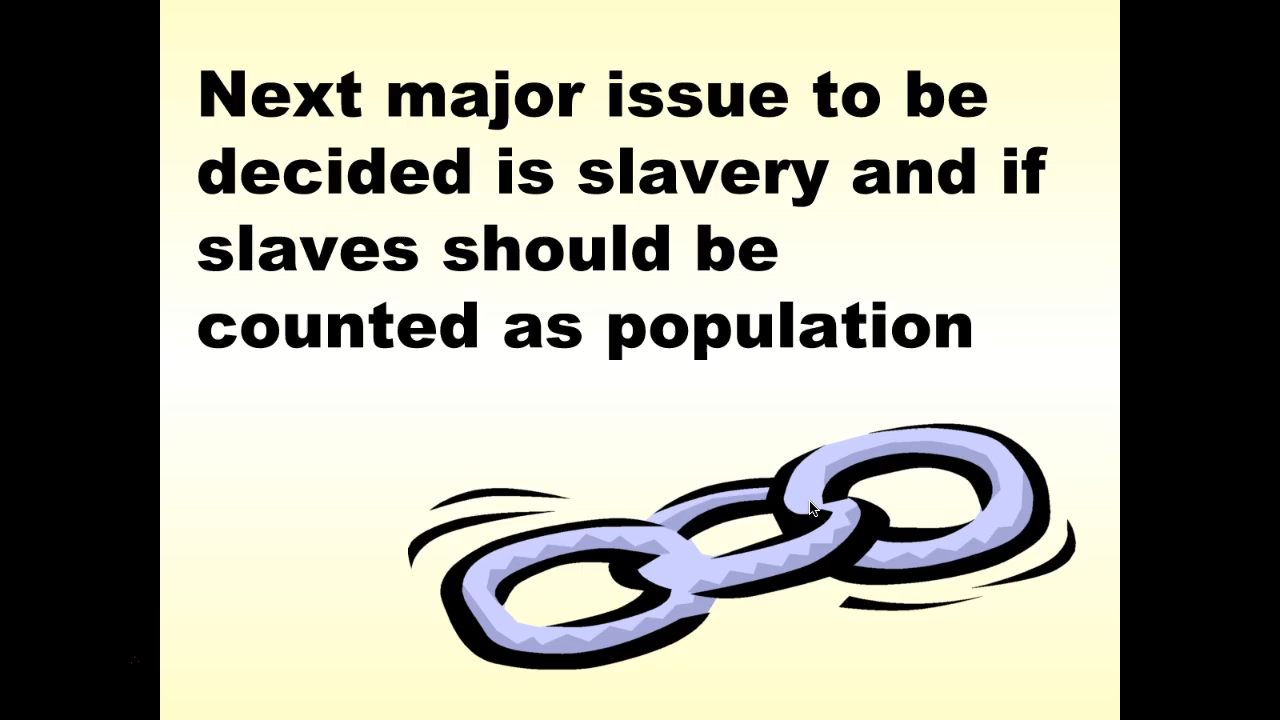 Next major issue to be
decided is slavery and if
slaves should be
counted as population